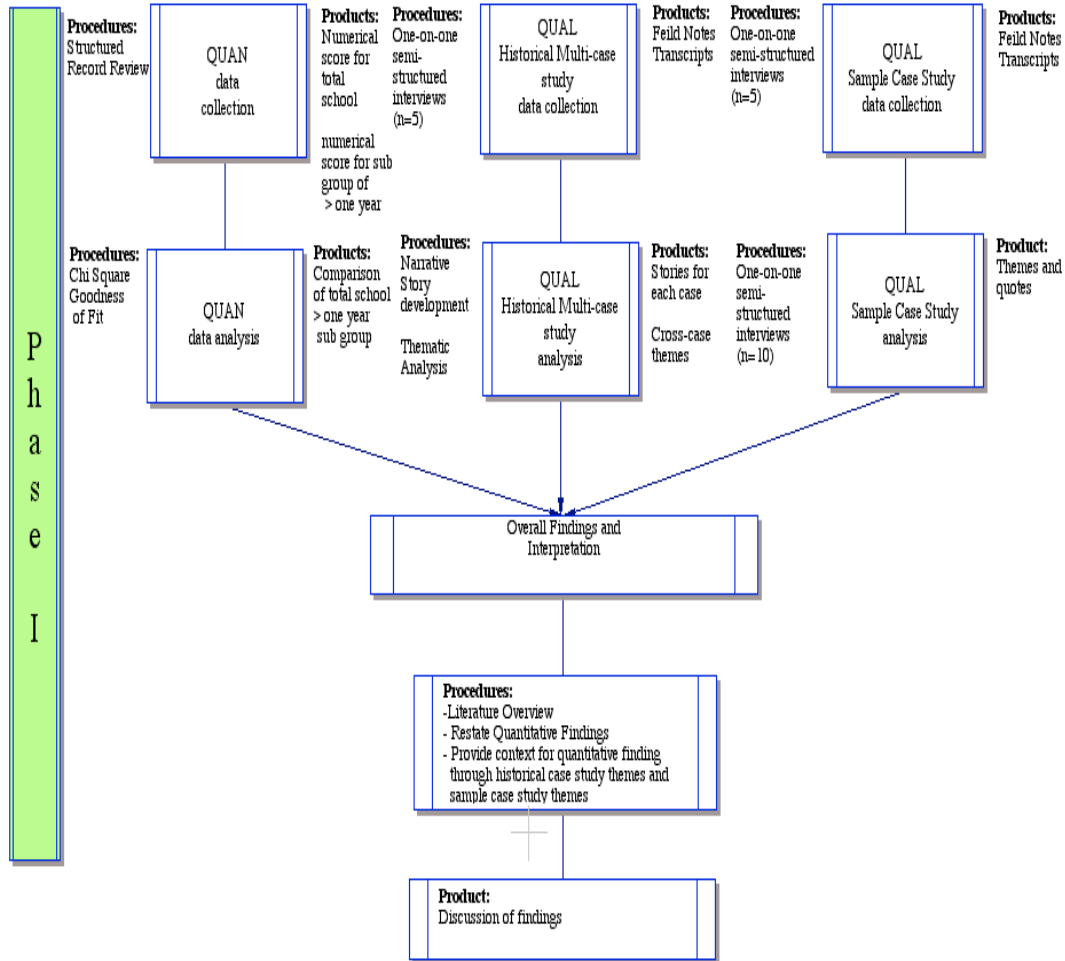 Phase I
Procedures:
Structured
Record Review
QUAN
data
collection
Products:
Numerical
score for
total
school
numerical
score for sub
group of
> one year
Procedures:
One-on-one
semi-
structured
interviews
(n=5)
QUAL
Historical Multi-case
study
data collection
Products:
Feild Notes
Transcripts
Procedures:
One-on-one
semi-structured
interviews
(n=5)
QUAL
Sample Case Study
data collection
Products:
Feild Notes
Transcripts
Procedures:
Chi Square
Goodness
of Fit
QUAN
data analysis
Products:
Comparison
of total school
> one year
sub group
Procedures:
Narrative
Story
development
Thematic
Analysis
QUAL
Historical Multi-case
study
analysis
Products:
Stories for
each case
Cross-case
themes
Procedures:
One-on-one
semi-
structured
interviews
(n=10)
QUAL
Sample Case Study
analysis
Product:
Themes and
quotes
Overall Findings and
Interpretation
Procedures:
-Literature Overview
- Restate Quantitative Findings
- Provide context for quantitative finding
through historical case study themes and
sample case study themes
Product:
Discussion of findings